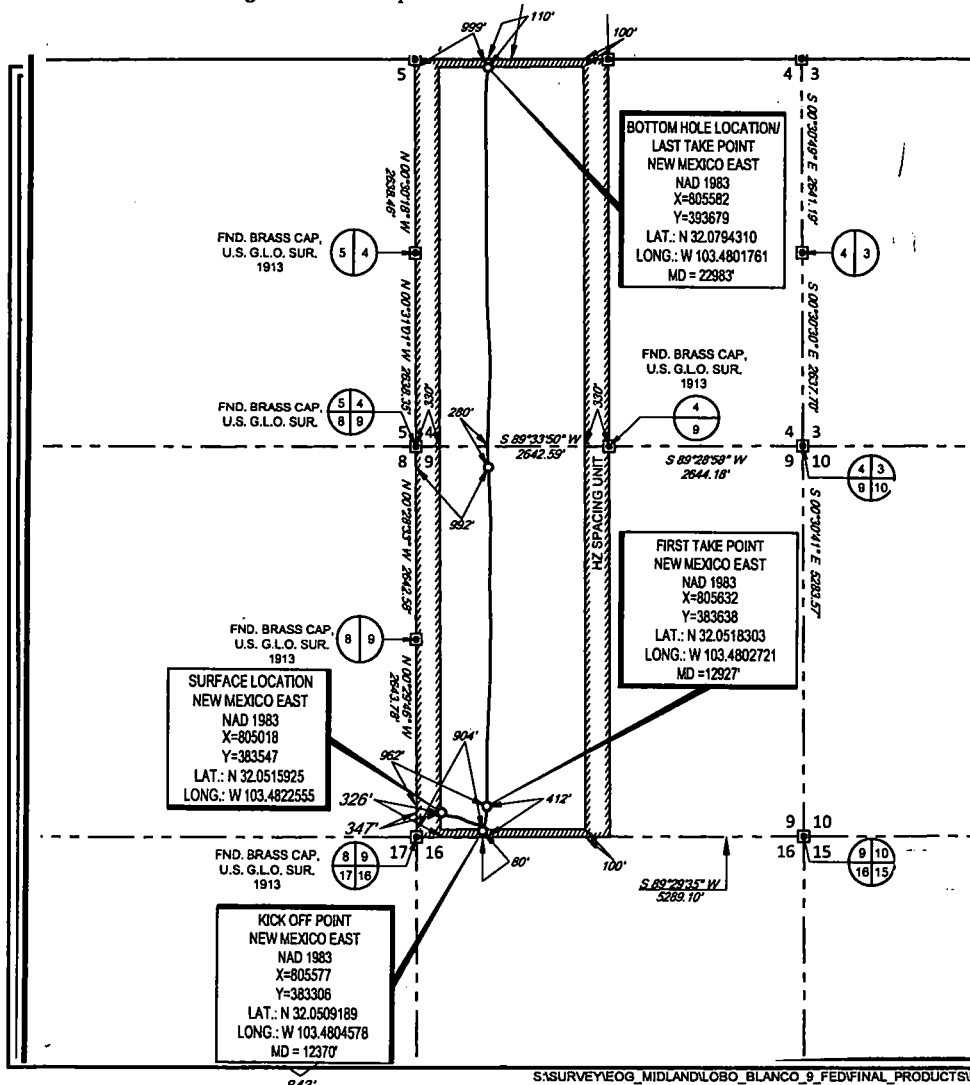 999'
110'
100'
5
4 3
BOTTOM HOLE LOCATION/
LAST TAKE POINT
NEW MEXICO EAST
NAD 1983
X=805582
Y=393679
LAT.: N 32.0794310
LONG.: W 103.4801761
MD = 22983'
N 00°30'18" W
2638.46'
S 00°30'49" E 2641.19'
FND. BRASS CAP,
U.S. G.L.O. SUR.
1913
5 4
4 3
N 00°31'01" W 2638.35'
S 00°30'30" E 2637.70'
FND. BRASS CAP,
U.S. G.L.O. SUR.
1913
4
9
FND. BRASS CAP,
U.S. G.L.O. SUR.
5 4
8 9
330'
280'
330'
5 4
8 9
S 89°33'50" W
2642.59'
S 89°28'58" W
2644.18'
4 3
9 10
4 3
9 10
992'
HZ SPACING UNIT
N 00°28'33" W 2642.58'
S 00°30'41" E 5283.57'
FIRST TAKE POINT
NEW MEXICO EAST
NAD 1983
X=805632
Y=383638
LAT.: N 32.0518303
LONG.: W 103.4802721
MD =12927'
FND. BRASS CAP,
U.S. G.L.O. SUR.
1913
8 9
N 00°29'46" W
2643.78'
SURFACE LOCATION
NEW MEXICO EAST
NAD 1983
X=805018
Y=383547
LAT.: N 32.0515925
LONG.: W 103.4822555
904'
962'
326'
347'
412'
80'
100'
17 16
9 10
16 15
FND. BRASS CAP,
U.S. G.L.O. SUR.
1913
8 9
17 16
9 10
16 15
S 89°29'35" W
5289.10'
KICK OFF POINT
NEW MEXICO EAST
NAD 1983
X=805577
Y=383306
LAT.: N 32.0509189
LONG.: W 103.4804578
MD = 12370'
S:\SURVEY\EOG_MIDLAND\LOBO_BLANCO_9_FED\FINAL_PRODUCTS\